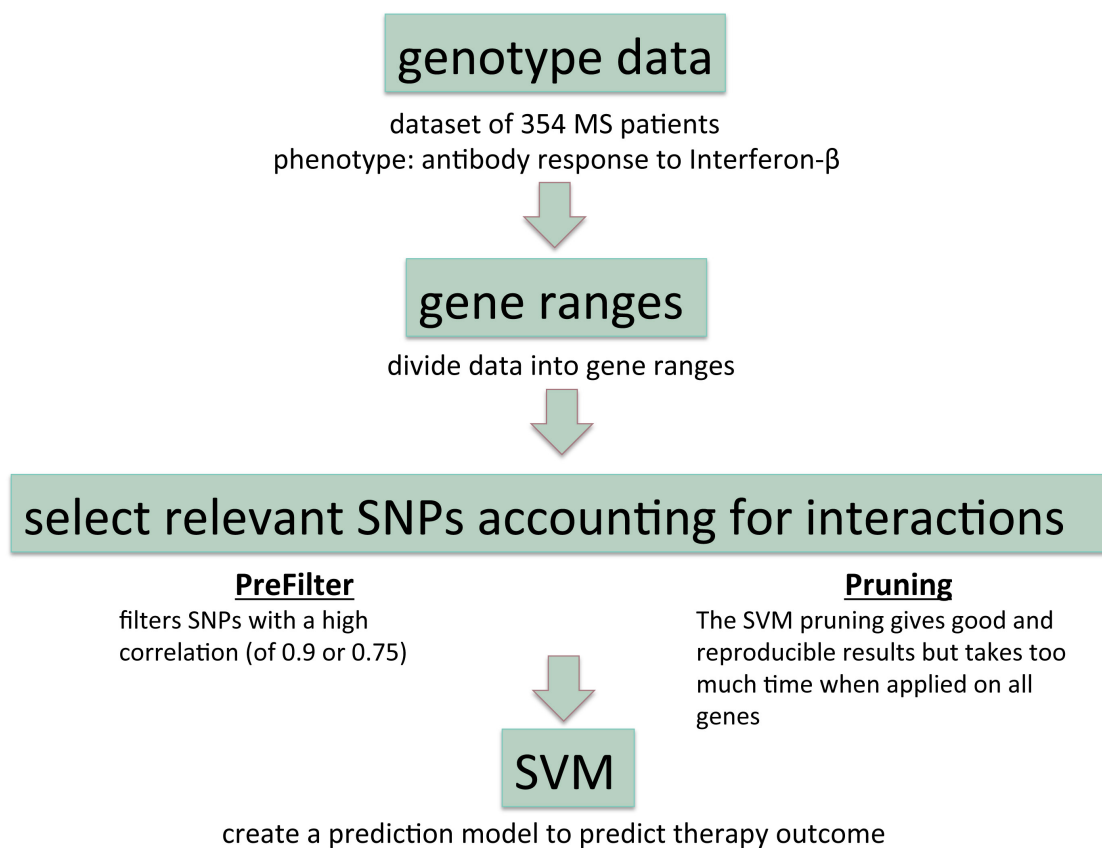 genotype data
dataset of 354 MS patients
phenotype: antibody response to Interferon-β
gene ranges
divide data into gene ranges
select relevant SNPs accounting for interactions
PreFilter
filters SNPs with a high
correlation (of 0.9 or 0.75)
Pruning
The SVM pruning gives good and
reproducible results but takes too
much time when applied on all
genes
SVM
create a prediction model to predict therapy outcome